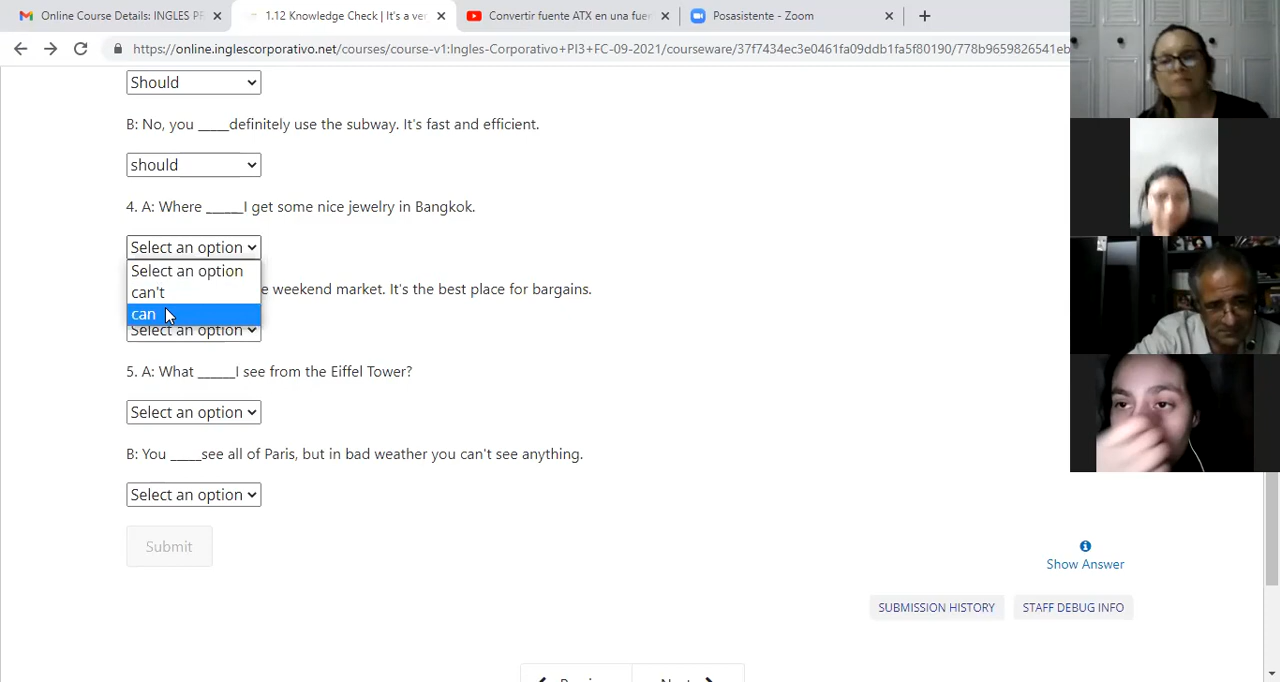 Online Course Details: INGLES PR
1.12 Knowledge Check | It's a ver
Convertir fuente ATX en una fuer
Posasistente - Zoom
https://online.inglescorporativo.net/courses/course-v1:Ingles-Corporativo+PI3+FC-09-2021/courseware/37f7434ec3e0461fa09ddb1fa5f80190/778b9659826541eb
Should
B: No, you ____definitely use the subway. It's fast and efficient.
should
4. A: Where _____I get some nice jewelry in Bangkok.
Select an option
Select an option
can't
e weekend market. It's the best place for bargains.
can
Select an option
5. A: What _____I see from the Eiffel Tower?
Select an option
B: You ____see all of Paris, but in bad weather you can't see anything.
Select an option
Submit
Show Answer
SUBMISSION HISTORY
STAFF DEBUG INFO